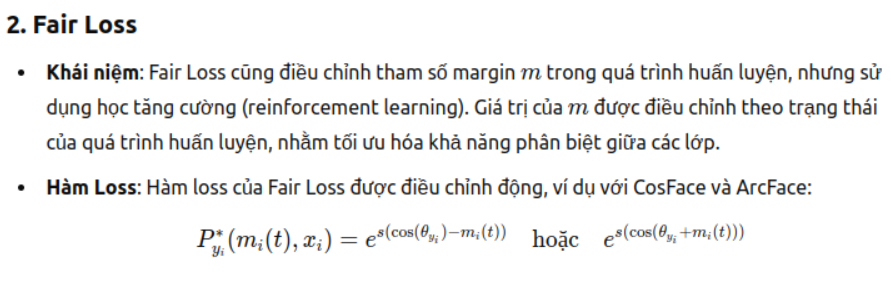 2. Fair Loss
• Khái niệm: Fair Loss cũng điều chỉnh tham số margin m trong quá trình huấn luyện, nhưng sử
dụng học tăng cường (reinforcement learning). Giá trị của m được điều chỉnh theo trạng thái
của quá trình huấn luyện, nhằm tối ưu hóa khả năng phân biệt giữa các lớp.
• Hàm Loss: Hàm loss của Fair Loss được điều chỉnh động, ví dụ với CosFace và ArcFace:
$P^*_{y_i}(m_i(t), x_i) = e^{s(\cos(\theta_{y_i})-m_i(t))}$ hoặc $e^{s(\cos(\theta_{y_i}+m_i(t)))}$